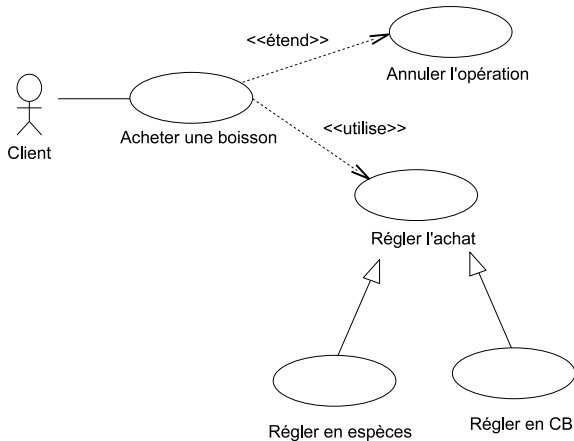 <<étend>>
Annuler l'opération
Client
Acheter une boisson
<<utilise>>
Régler l'achat
Régler en espèces
Régler en CB